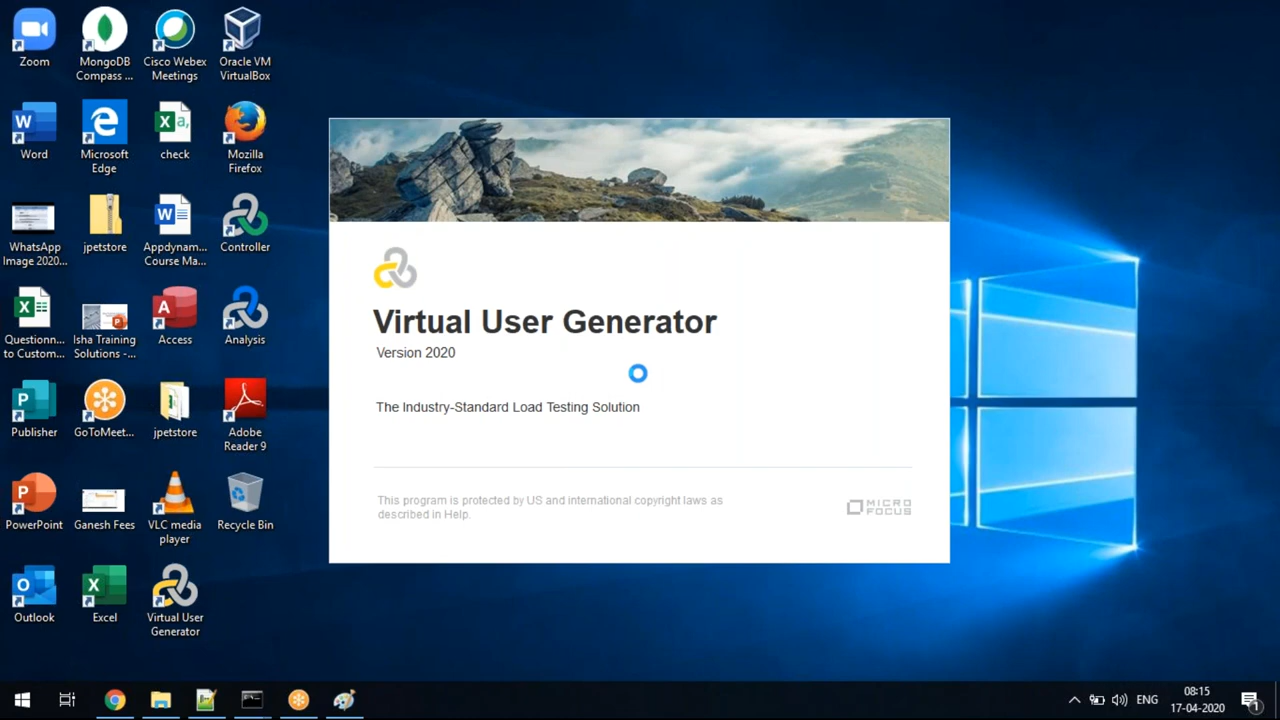 Zoom
MongoDB
Compass ...
Cisco Webex
Meetings
Oracle VM
VirtualBox
Word
Microsoft
Edge
check
Mozilla
Firefox
WhatsApp
Image 2020...
jpetstore
Appdynam...
Course Ma...
Controller
Questionn...
to Custom...
Isha Training
Solutions -...
Access
Analysis
Publisher
GoToMeet...
jpetstore
Adobe
Reader 9
PowerPoint
Ganesh Fees
VLC media
player
Recycle Bin
Outlook
Excel
Virtual User
Generator
Virtual User Generator
Version 2020
The Industry-Standard Load Testing Solution
This program is protected by US and international copyright laws as
described in Help.
MICRO
FOCUS
ENG
08:15
17-04-2020
1